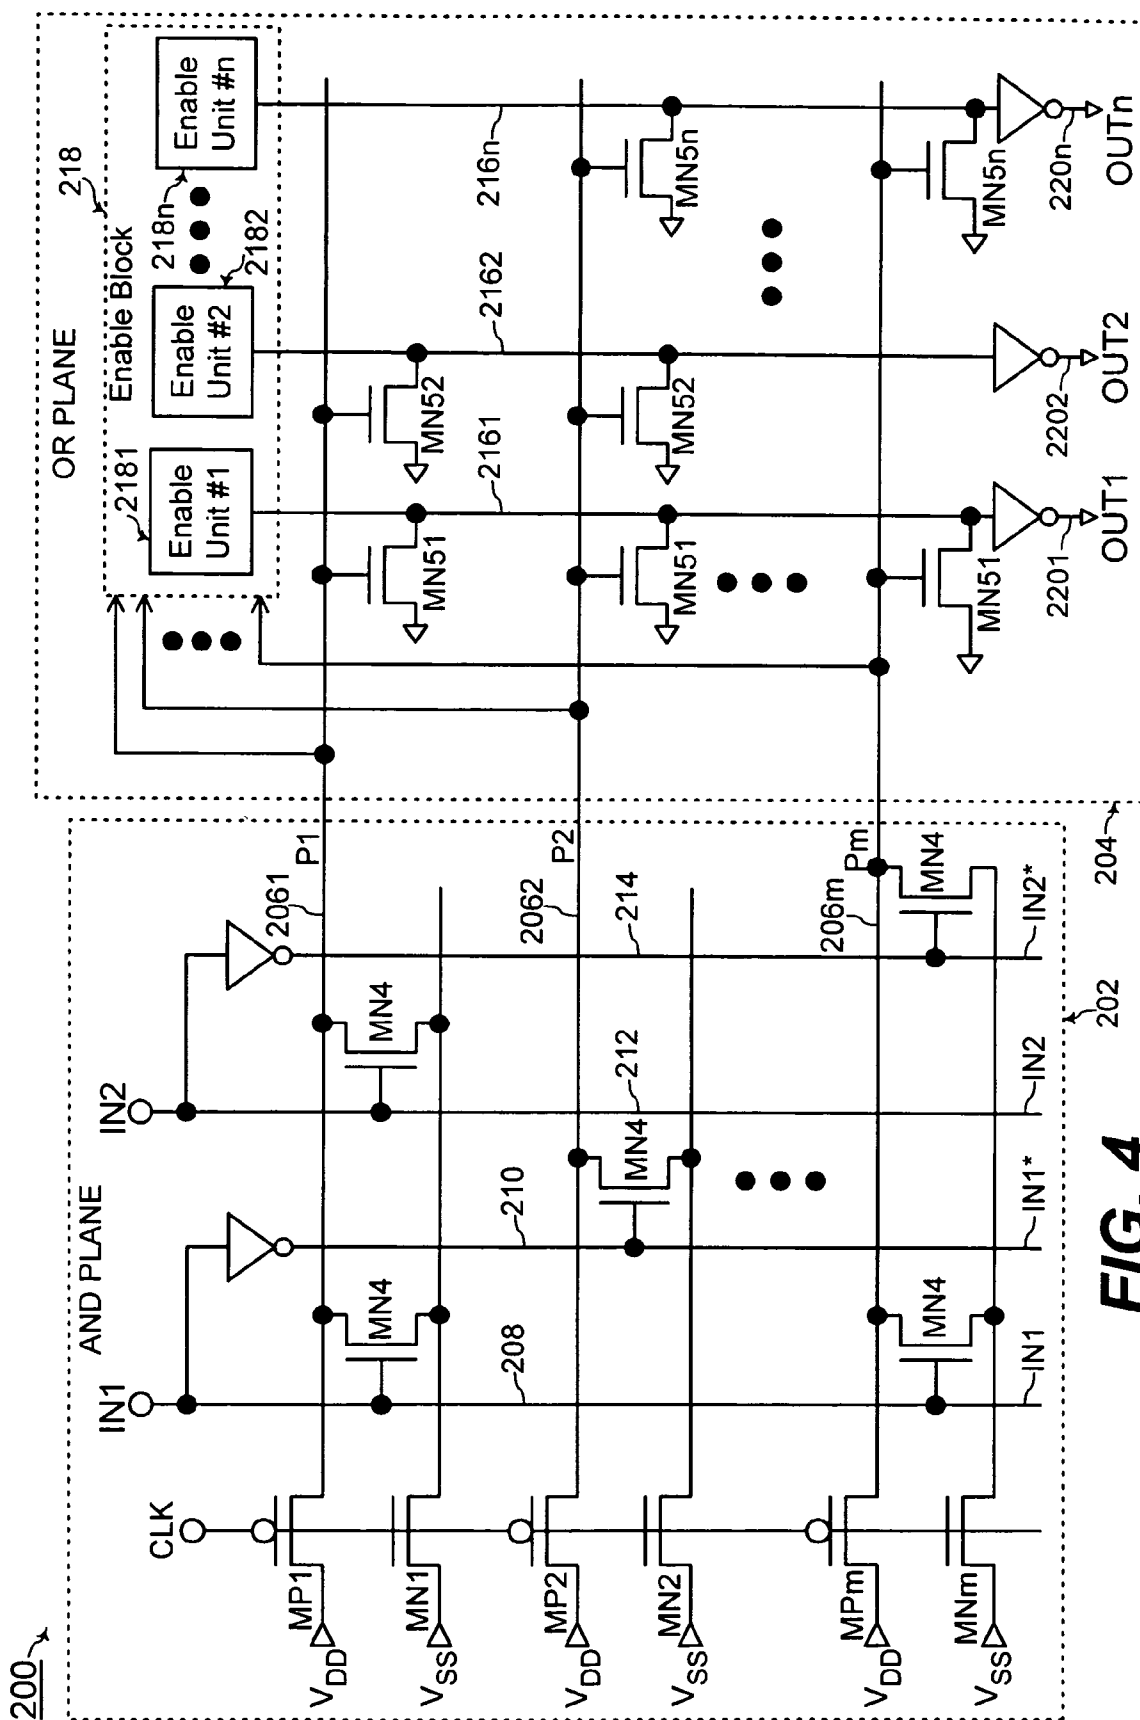 200
AND PLANE
OR PLANE
218
Enable Block
2181
Enable
Unit #1
Enable
Unit #2
2182
218n
Enable
Unit #n
IN1
IN2
CLK
2061
P1
MP1
VDD
MN4
MN4
MN51
MN52
MN1
VSS
208
210
212
214
2161
2162
216n
2062
P2
MP2
VDD
MN4
MN51
MN52
MN5n
MN2
VSS
206m
Pm
MPm
VDD
MN4
MN4
MN51
MN5n
MNm
VSS
IN1
IN1*
IN2
IN2*
2201
2202
220n
OUT1
OUT2
OUTn
202
204
FIG. 4